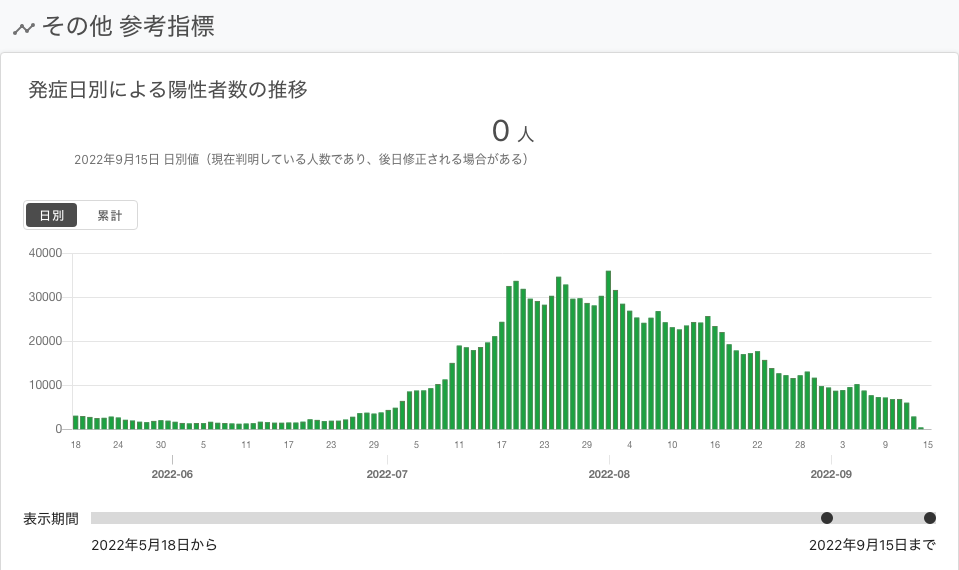 その他 参考指標
発症日別による陽性者数の推移
0 人
2022年9月15日 日別値（現在判明している人数であり、後日修正される場合がある）
日別 累計
40000
30000
20000
10000
0
18 24 30 5 11 17 23 29 5 11 17 23 29 4 10 16 22 28 3 9 15
2022-06 2022-07 2022-08 2022-09
表示期間
2022年5月18日から 2022年9月15日まで